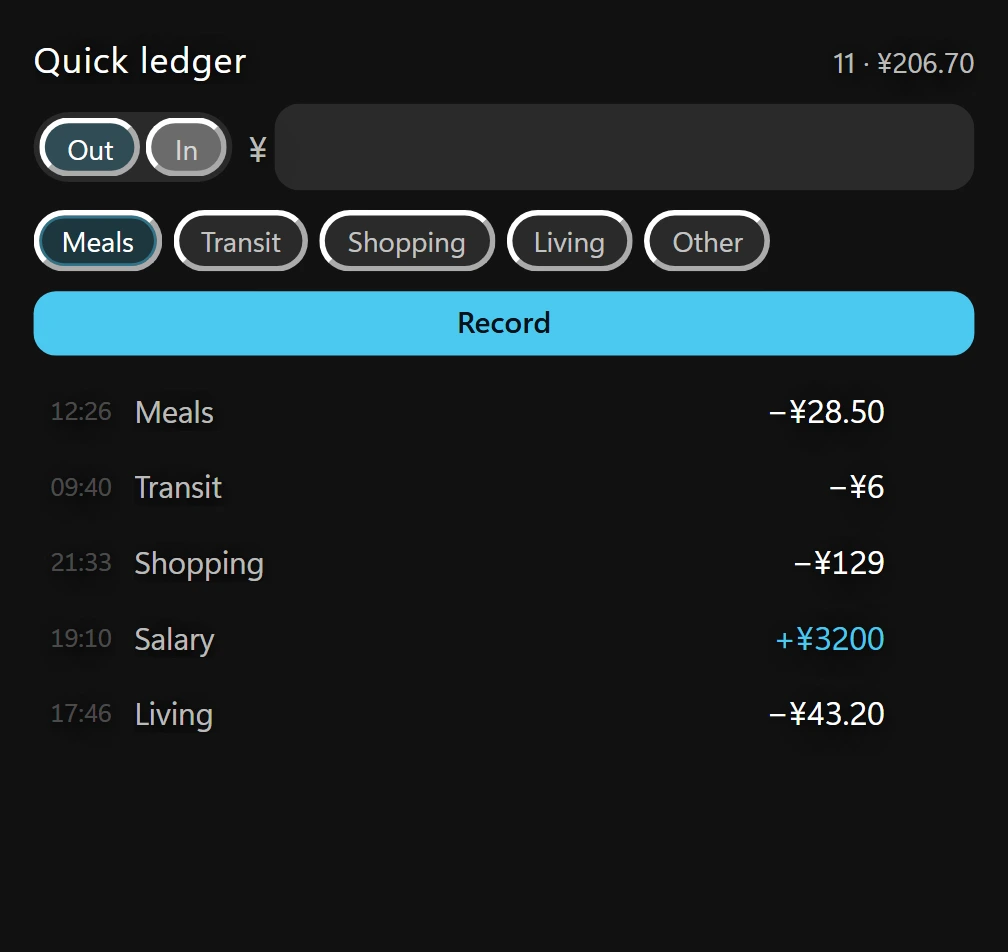 Quick ledger 11 · ¥206.70
Out In ¥
Meals Transit Shopping Living Other
Record
12:26 Meals −¥28.50
09:40 Transit −¥6
21:33 Shopping −¥129
19:10 Salary +¥3200
17:46 Living −¥43.20